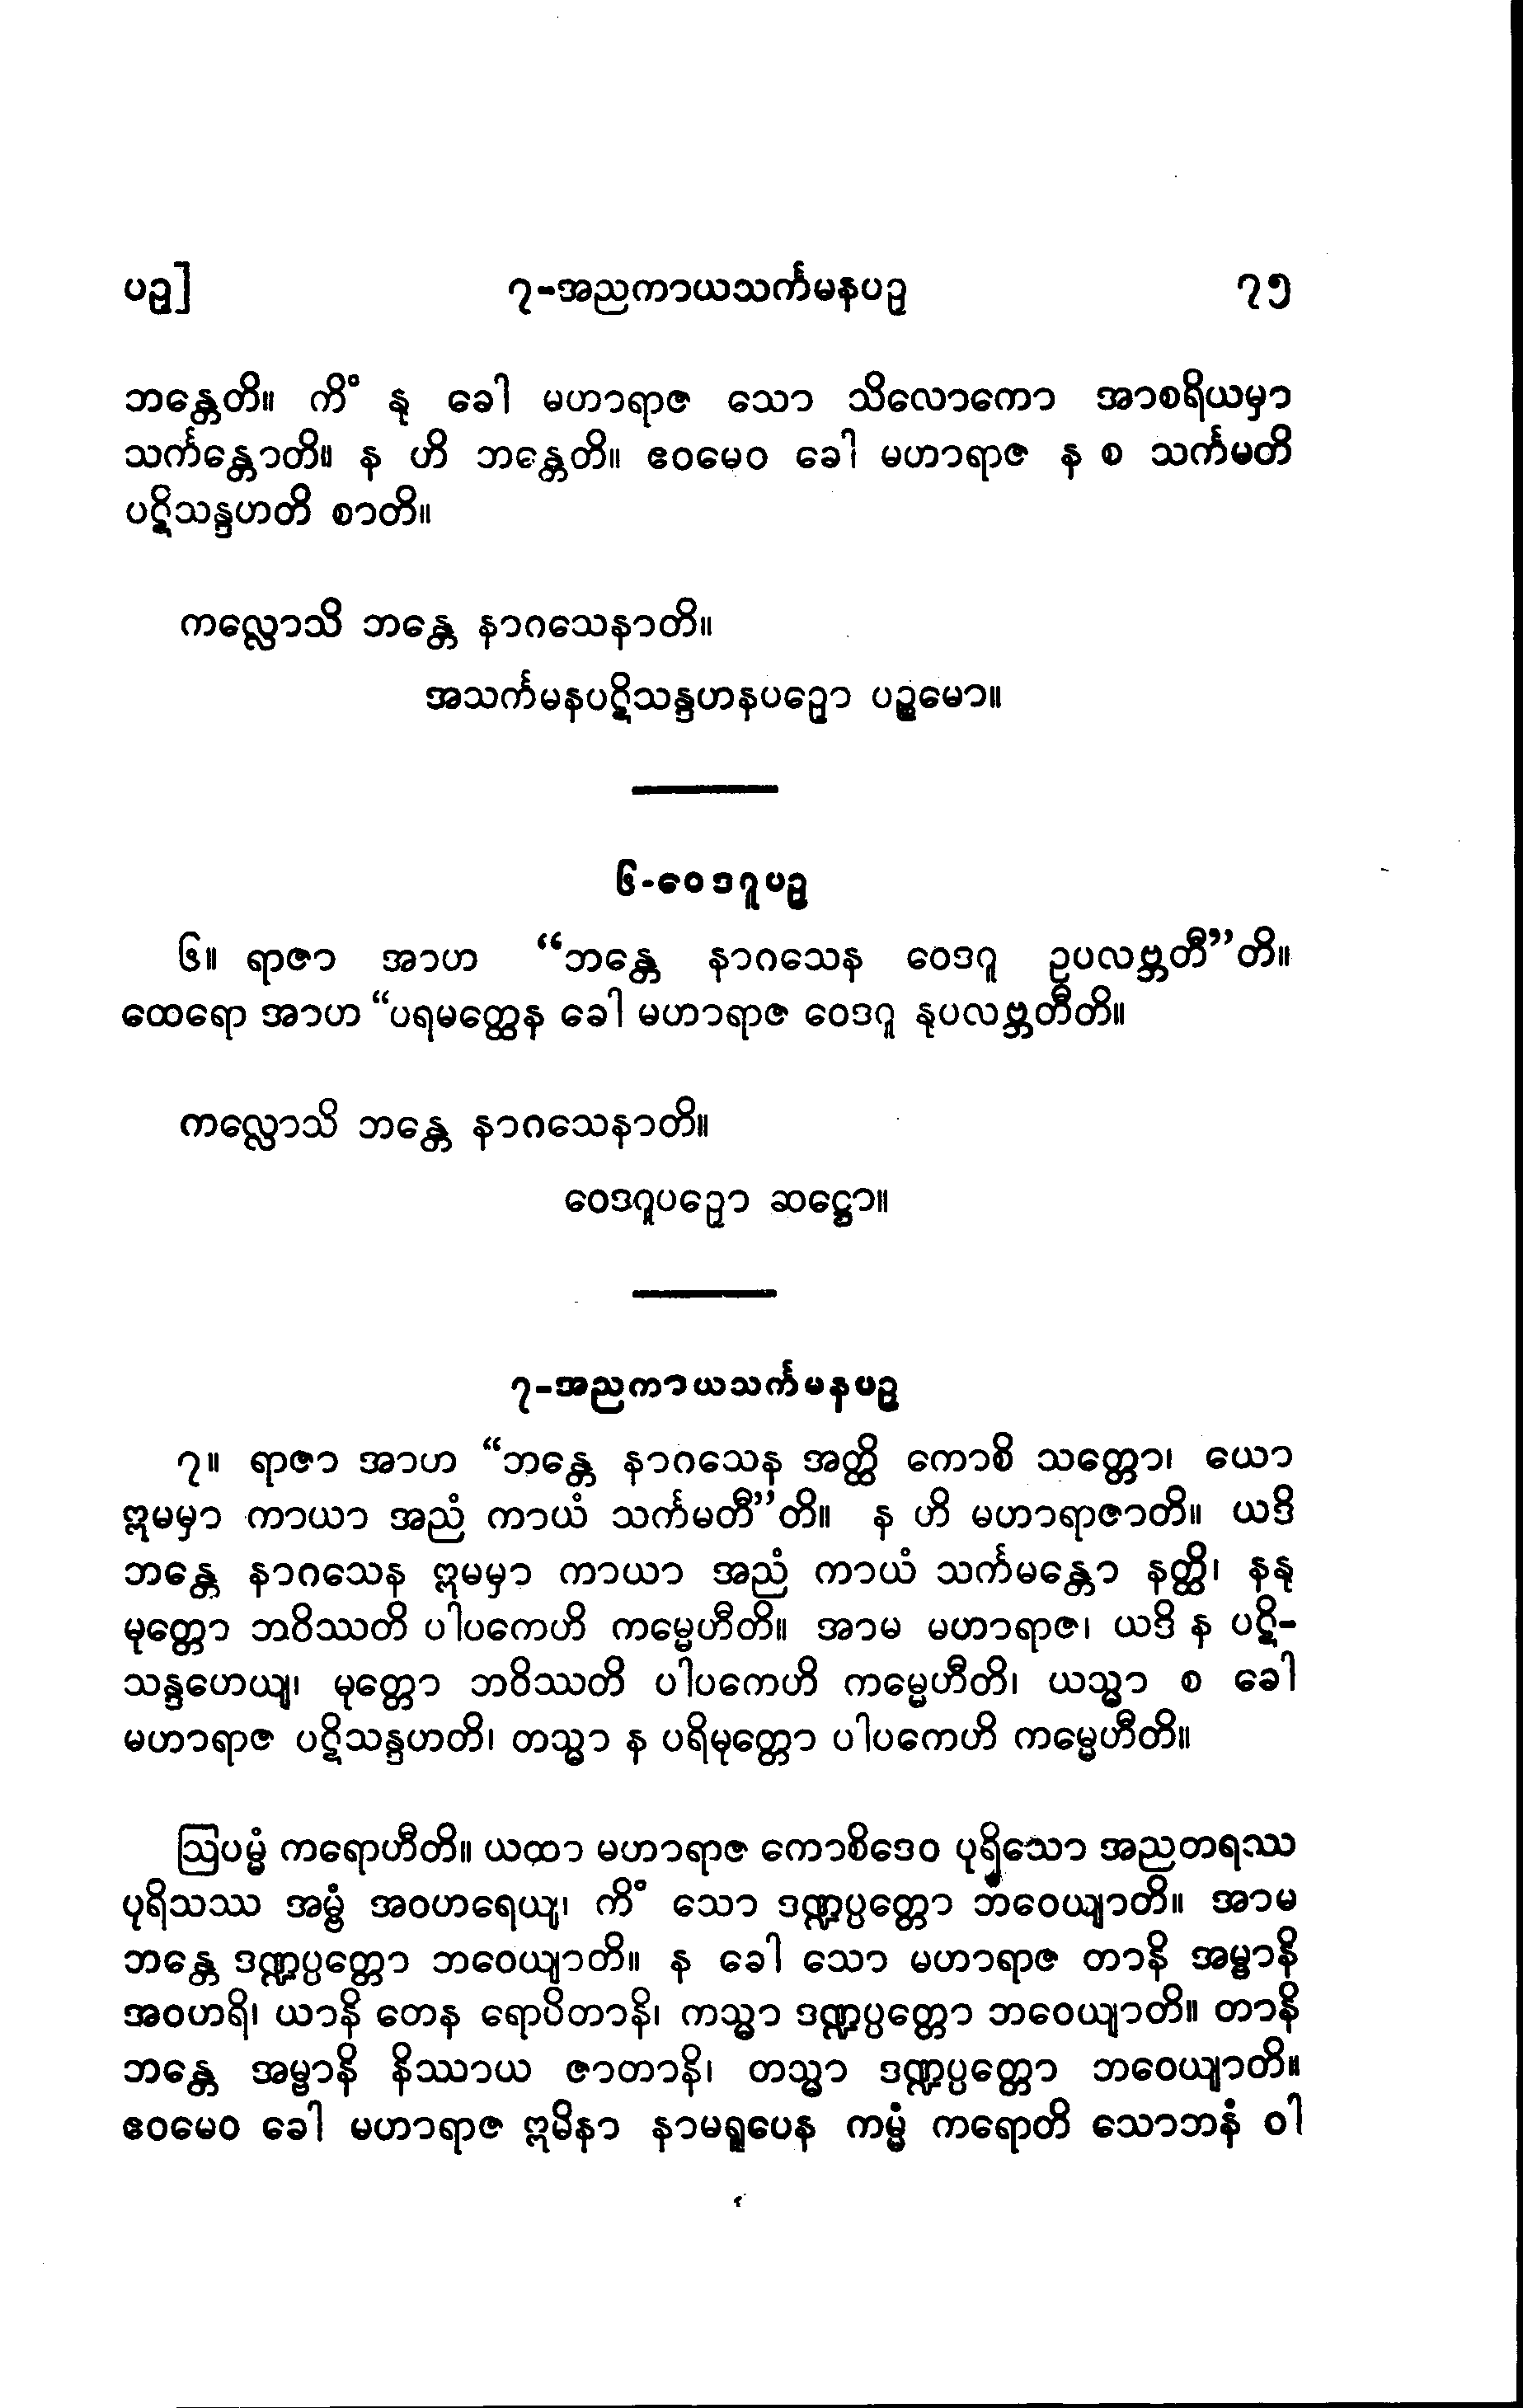 ပဉှ] ၇-အညကာယသင်္ကမနပဉှ ၇၅
ဘန္တေတိ။ ကိံ နု ခေါ မဟာရာဇ သော သိလောကော အာစရိယမှာ
သင်္ကန္တောတိ။ န ဟိ ဘန္တေတိ။ ဧဝမေဝ ခေါ မဟာရာဇ န စ သင်္ကမတိ
ပဋိသန္ဒဟတိ စာတိ။
ကလ္လောသိ ဘန္တေ နာဂသေနာတိ။
အသင်္ကမနပဋိသန္ဒဟနပဉှော ပဉ္စမော။
၆-ဝေဒဂူပဉှ
၆။ ရာဇာ အာဟ “ဘန္တေ နာဂသေန ဝေဒဂူ ဥပလဗ္ဘတီ”တိ။
ထေရော အာဟ “ပရမတ္ထေန ခေါ မဟာရာဇ ဝေဒဂူ နုပလဗ္ဘတီတိ။
ကလ္လောသိ ဘန္တေ နာဂသေနာတိ။
ဝေဒဂူပဉှော ဆဋ္ဌော။
၇-အညကာယသင်္ကမနပဉှ
၇။ ရာဇာ အာဟ “ဘန္တေ နာဂသေန အတ္ထိ ကောစိ သတ္တော၊ ယော
ဣမမှာ ကာယာ အညံ ကာယံ သင်္ကမတီ”တိ။ န ဟိ မဟာရာဇာတိ။ ယဒိ
ဘန္တေ နာဂသေန ဣမမှာ ကာယာ အညံ ကာယံ သင်္ကမန္တော နတ္ထိ၊ နနု
မုတ္တော ဘဝိဿတိ ပါပကေဟိ ကမ္မေဟီတိ။ အာမ မဟာရာဇ၊ ယဒိ န ပဋိ-
သန္ဒဟေယျ၊ မုတ္တော ဘဝိဿတိ ပါပကေဟိ ကမ္မေဟီတိ၊ ယသ္မာ စ ခေါ
မဟာရာဇ ပဋိသန္ဒဟတိ၊ တသ္မာ န ပရိမုတ္တော ပါပကေဟိ ကမ္မေဟီတိ။
ဩပမ္မံ ကရောဟီတိ။ ယထာ မဟာရာဇ ကောစိဒေဝ ပုရိသော အညတရဿ
ပုရိသဿ အမ္ဗံ အဝဟရေယျ၊ ကိံ သော ဒဏ္ဍပ္ပတ္တော ဘဝေယျာတိ။ အာမ
ဘန္တေ ဒဏ္ဍပ္ပတ္တော ဘဝေယျာတိ။ န ခေါ သော မဟာရာဇ တာနိ အမ္ဗာနိ
အဝဟရိ၊ ယာနိ တေန ရောပိတာနိ၊ ကသ္မာ ဒဏ္ဍပ္ပတ္တော ဘဝေယျာတိ။ တာနိ
ဘန္တေ အမ္ဗာနိ နိဿာယ ဇာတာနိ၊ တသ္မာ ဒဏ္ဍပ္ပတ္တော ဘဝေယျာတိ။
ဧဝမေဝ ခေါ မဟာရာဇ ဣမိနာ နာမရူပေန ကမ္မံ ကရောတိ သောဘနံ ဝါ